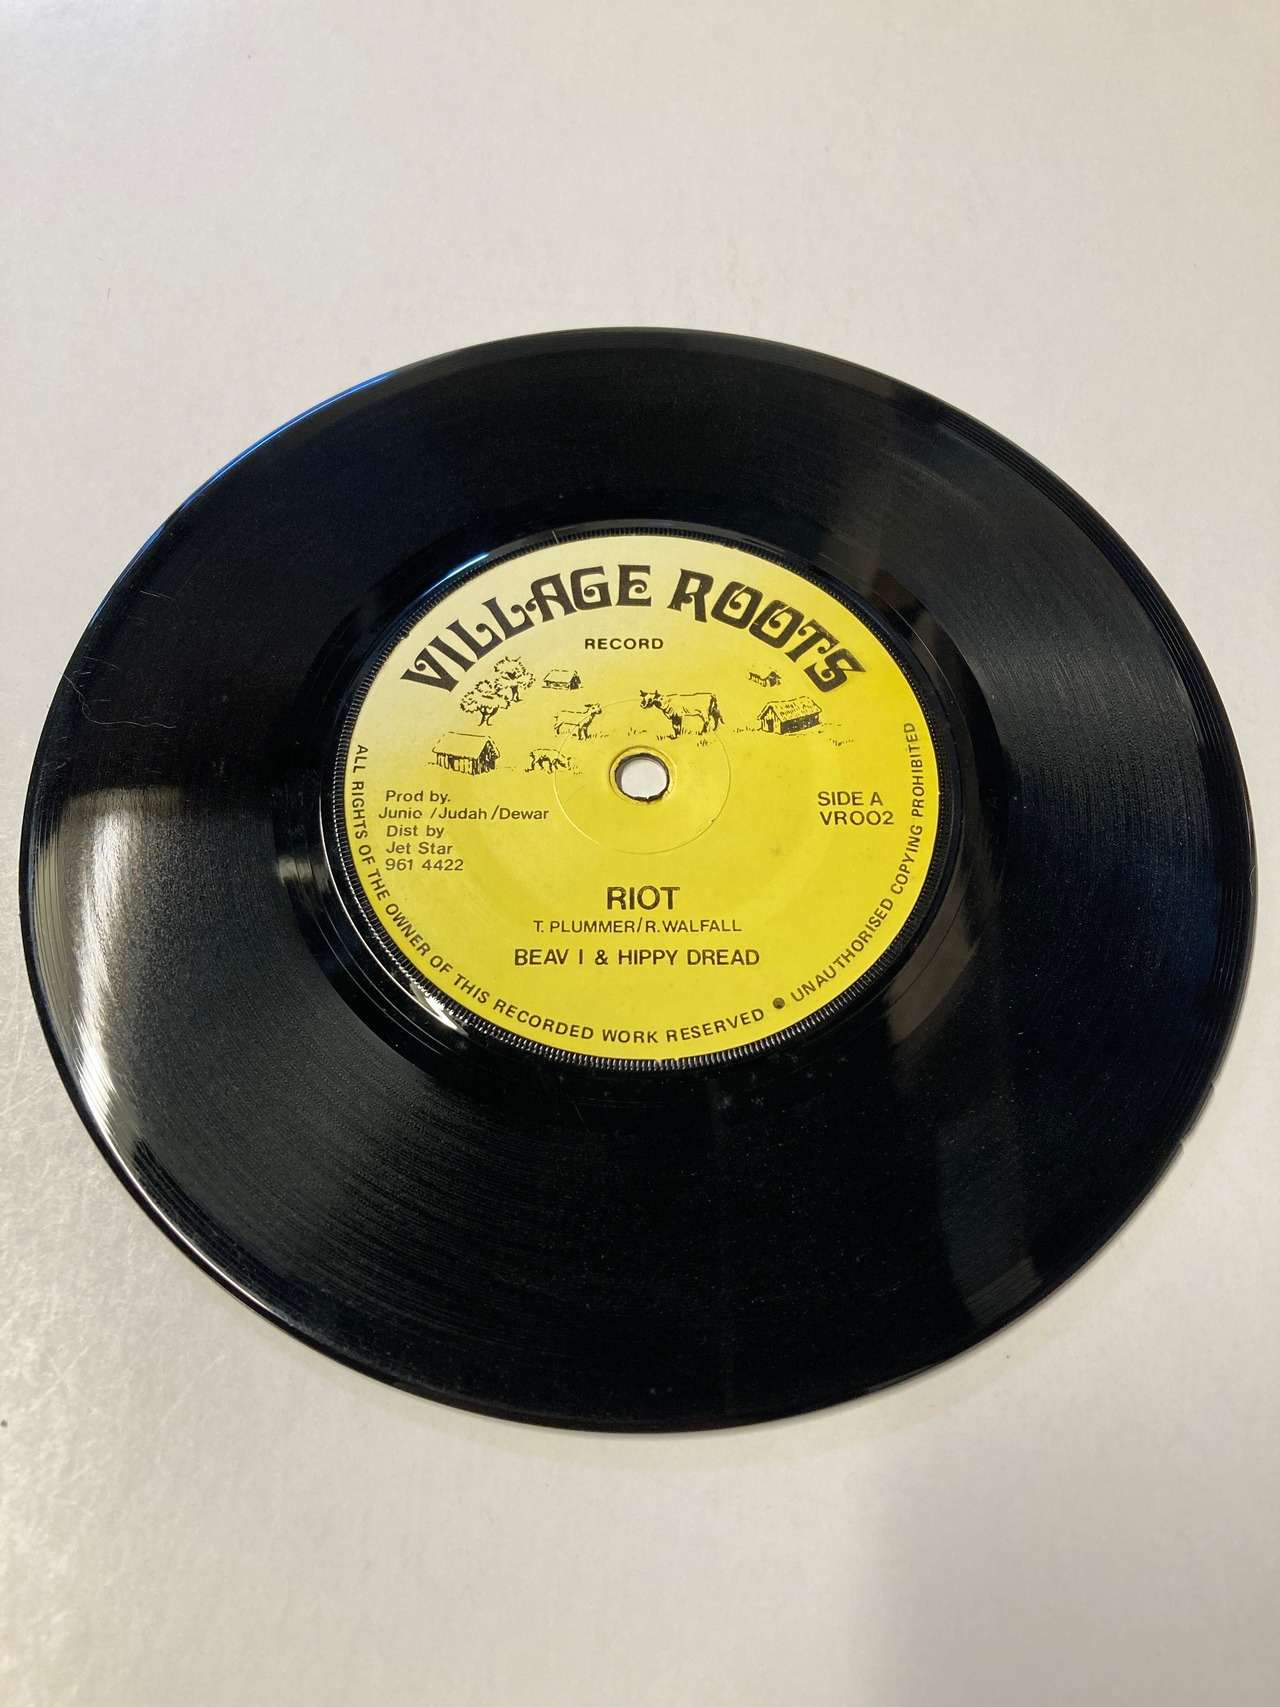 VILLAGE ROOTS
RECORD
Prod by.
Junio /Judah/Dewar
Dist by
Jet Star
961 4422
SIDE A
VR002
RIOT
T. PLUMMER/R. WALFALL
BEAV I & HIPPY DREAD
ALL RIGHTS OF THE OWNER OF THIS RECORDED WORK RESERVED ● UNAUTHORISED COPYING PROHIBITED